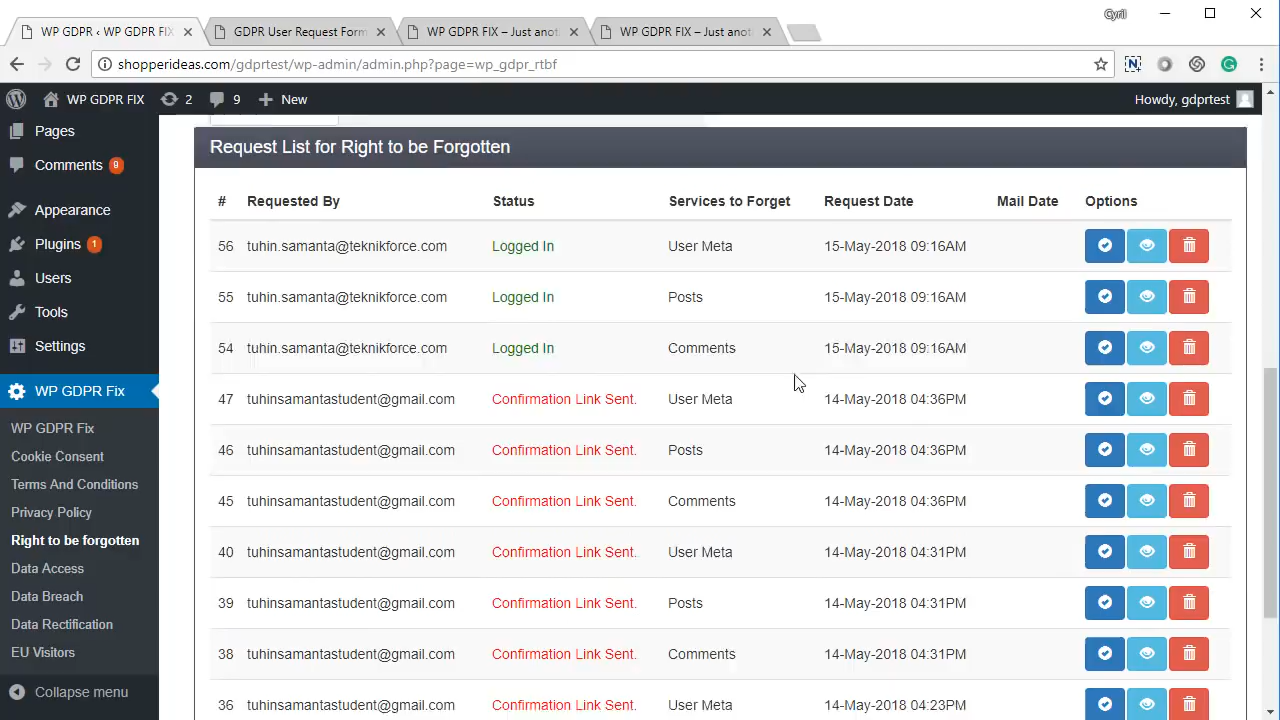 Cyril
WP GDPR ‹ WP GDPR FIX
GDPR User Request Form
WP GDPR FIX – Just anot
WP GDPR FIX – Just anot
shopperideas.com/gdprtest/wp-admin/admin.php?page=wp_gdpr_rtbf
WP GDPR FIX 2 9 New Howdy, gdprtest
Pages
Comments 9
Appearance
Plugins 1
Users
Tools
Settings
WP GDPR Fix
WP GDPR Fix
Cookie Consent
Terms And Conditions
Privacy Policy
Right to be forgotten
Data Access
Data Breach
Data Rectification
EU Visitors
Collapse menu
Request List for Right to be Forgotten
# Requested By Status Services to Forget Request Date Mail Date Options
56 tuhin.samanta@teknikforce.com Logged In User Meta 15-May-2018 09:16AM
55 tuhin.samanta@teknikforce.com Logged In Posts 15-May-2018 09:16AM
54 tuhin.samanta@teknikforce.com Logged In Comments 15-May-2018 09:16AM
47 tuhinsamantastudent@gmail.com Confirmation Link Sent. User Meta 14-May-2018 04:36PM
46 tuhinsamantastudent@gmail.com Confirmation Link Sent. Posts 14-May-2018 04:36PM
45 tuhinsamantastudent@gmail.com Confirmation Link Sent. Comments 14-May-2018 04:36PM
40 tuhinsamantastudent@gmail.com Confirmation Link Sent. User Meta 14-May-2018 04:31PM
39 tuhinsamantastudent@gmail.com Confirmation Link Sent. Posts 14-May-2018 04:31PM
38 tuhinsamantastudent@gmail.com Confirmation Link Sent. Comments 14-May-2018 04:31PM
36 tuhinsamantastudent@gmail.com Confirmation Link Sent. User Meta 14-May-2018 04:23PM